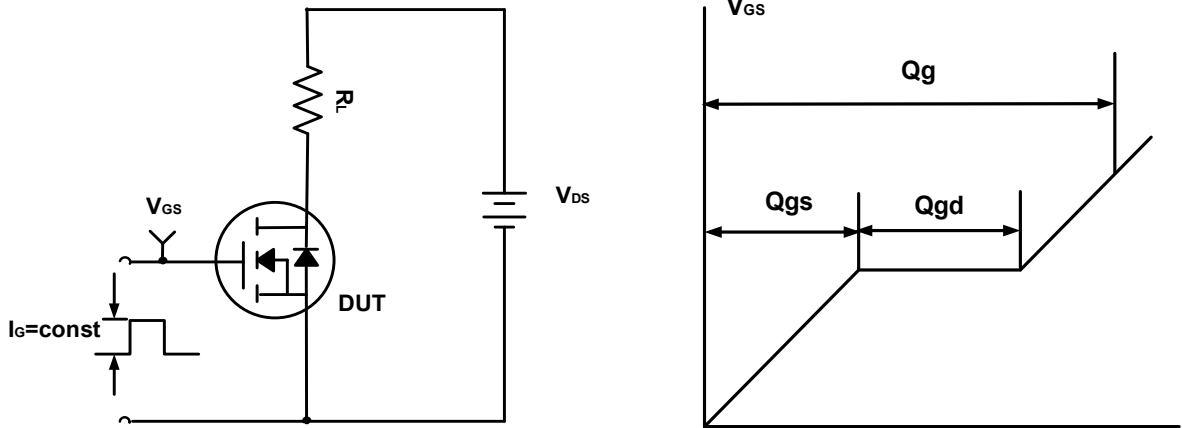 RL
VGS
VDS
DUT
IG=const
VGS
Qg
Qgs
Qgd